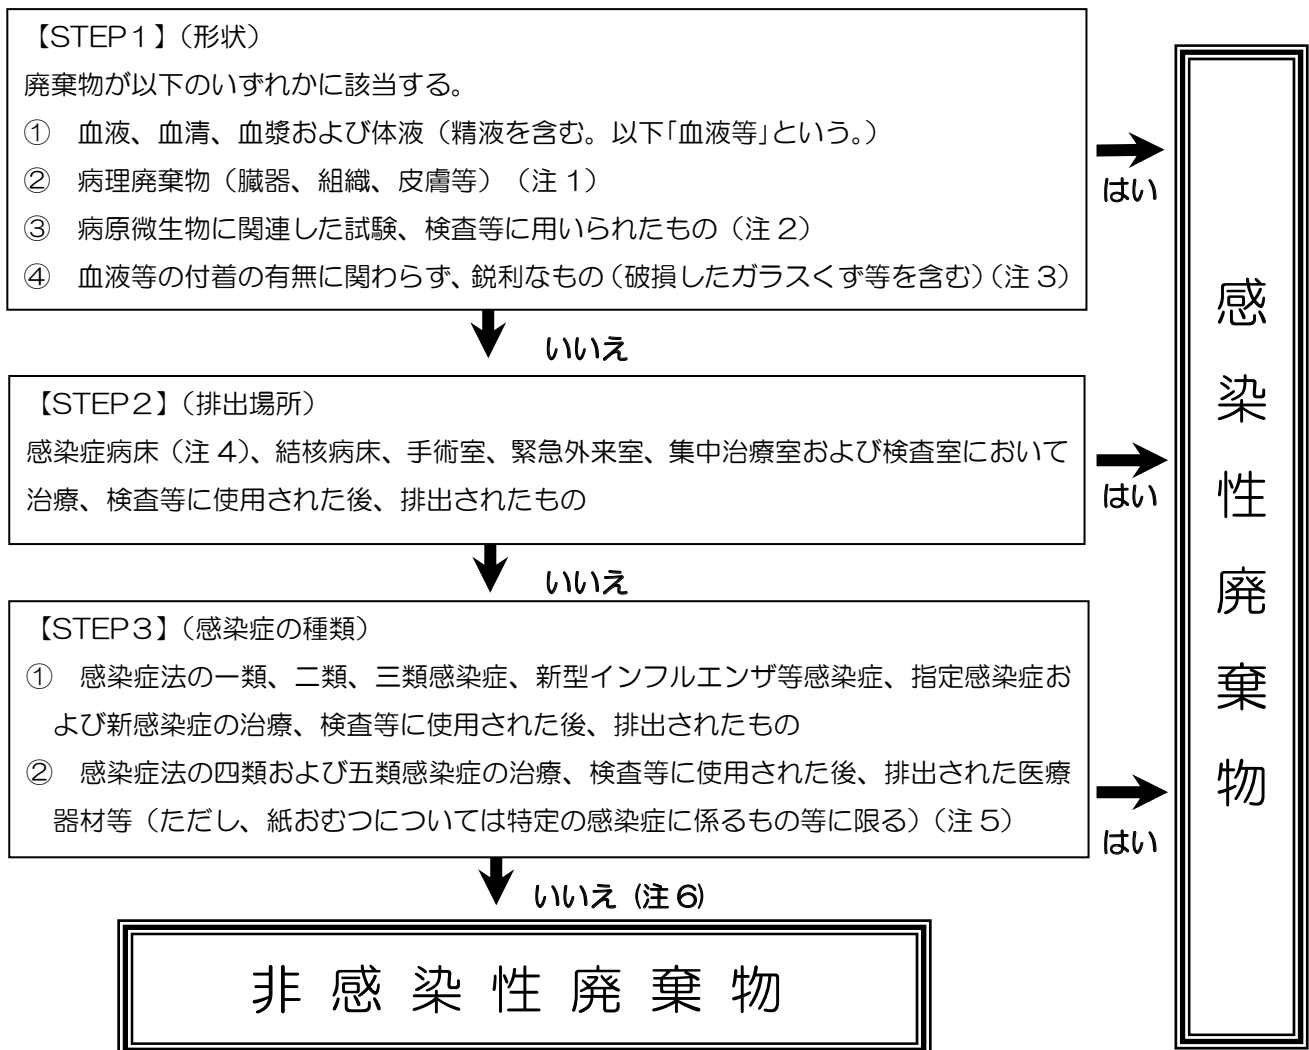 【STEP1】（形状）
廃棄物が以下のいずれかに該当する。
①　血液、血清、血漿および体液（精液を含む。以下「血液等」という。）
②　病理廃棄物（臓器、組織、皮膚等）（注1）
③　病原微生物に関連した試験、検査等に用いられたもの（注2）
④　血液等の付着の有無に関わらず、鋭利なもの（破損したガラスくず等を含む）（注3）
はい
いいえ
【STEP2】（排出場所）
感染症病床（注4）、結核病床、手術室、緊急外来室、集中治療室および検査室において
治療、検査等に使用された後、排出されたもの
はい
いいえ
【STEP3】（感染症の種類）
①　感染症法の一類、二類、三類感染症、新型インフルエンザ等感染症、指定感染症お
よび新感染症の治療、検査等に使用された後、排出されたもの
②　感染症法の四類および五類感染症の治療、検査等に使用された後、排出された医療
器材等（ただし、紙おむつについては特定の感染症に係るもの等に限る）（注5）
はい
いいえ（注6）
感染性廃棄物
非感染性廃棄物